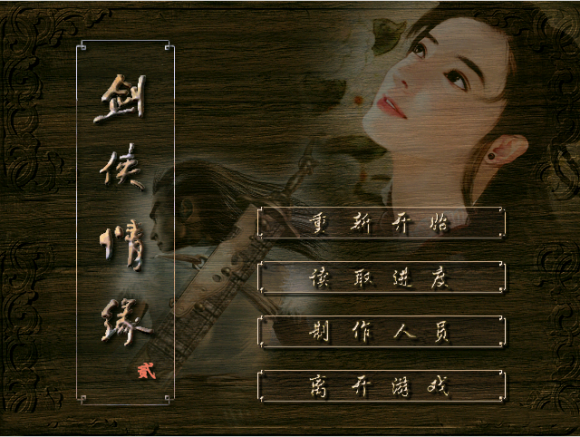 剑侠情缘
贰
重新开始
读取进度
制作人员
离开游戏